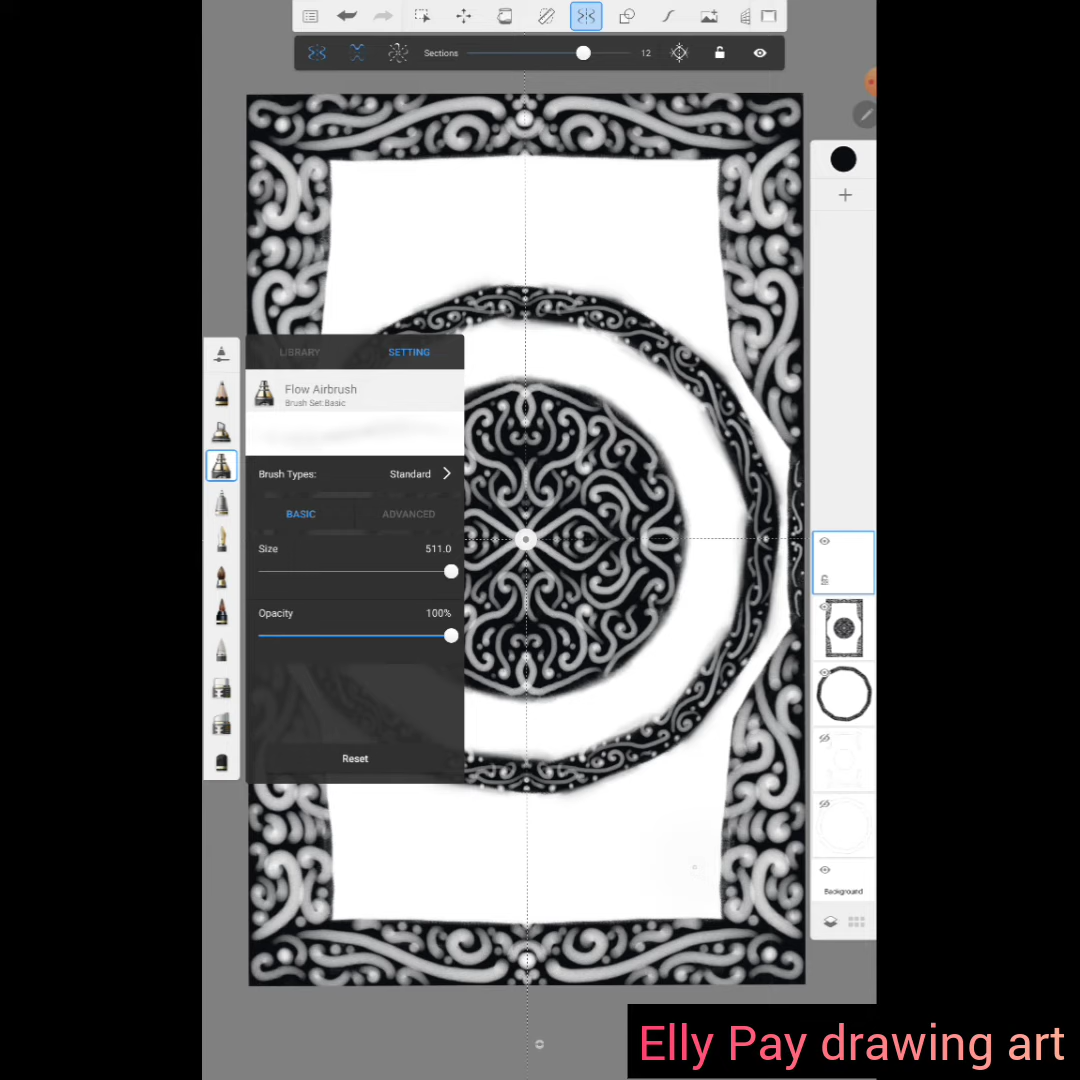 Sections 12
LIBRARY SETTING
Flow Airbrush
Brush Set:Basic
Brush Types: Standard
BASIC ADVANCED
Size 511.0
Opacity 100%
Reset
Background
Elly Pay drawing art